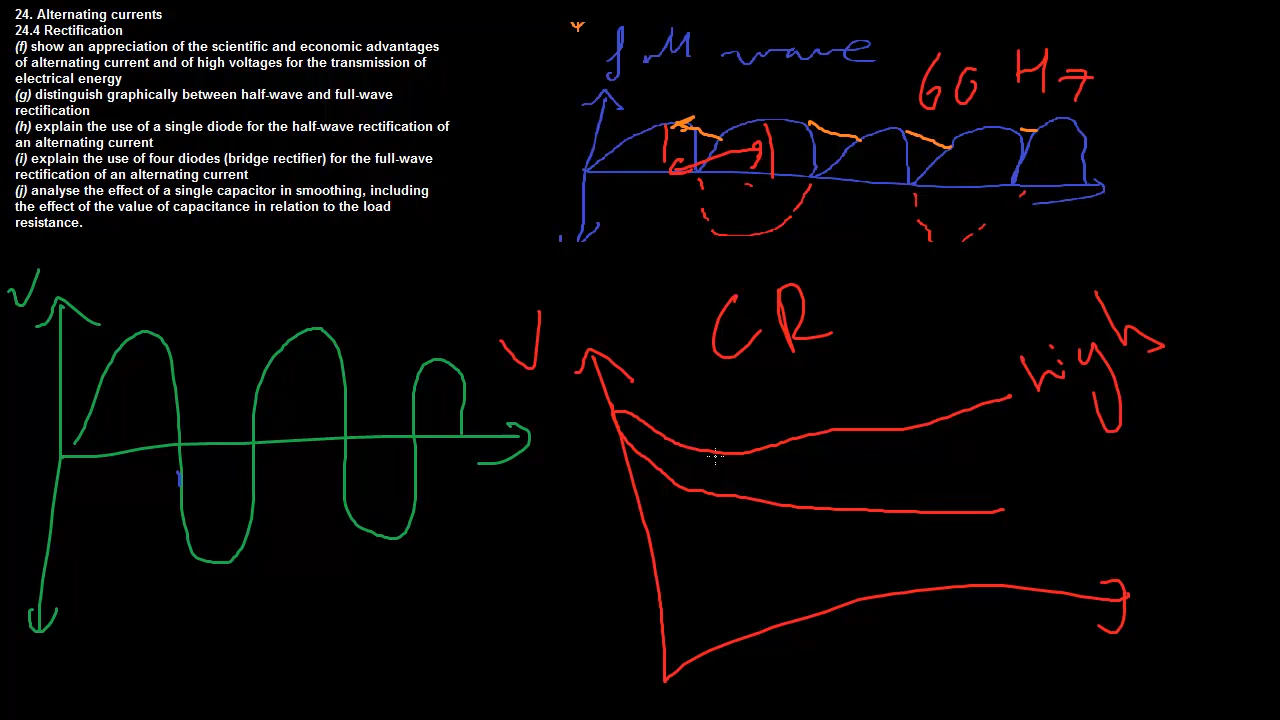 24. Alternating currents
24.4 Rectification
(f) show an appreciation of the scientific and economic advantages
of alternating current and of high voltages for the transmission of
electrical energy
(g) distinguish graphically between half-wave and full-wave
rectification
(h) explain the use of a single diode for the half-wave rectification of
an alternating current
(i) explain the use of four diodes (bridge rectifier) for the full-wave
rectification of an alternating current
(j) analyse the effect of a single capacitor in smoothing, including
the effect of the value of capacitance in relation to the load
resistance.
wave
60 Hz
V
V
CR
high